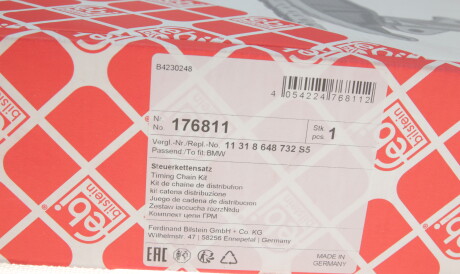 B4230248
4 054224 768112
Nr.
No. 176811
Stk
pos. 1
Vergl.-Nr./Repl.-No. 11 31 8 648 732 S5
Passend./To fit: BMW
Steuerkettensatz
Timing Chain Kit
Kit de chaine de distribution
kit catena distribuzione
Juego de cadena de distribución
Комплект цепи ГРМ
Ferdinand Bilstein GmbH + Co. KG
Wilhelmstr. 47 | 58256 Ennepetal | Germany
EAC
MADE IN
GERMANY
febi
bilstein